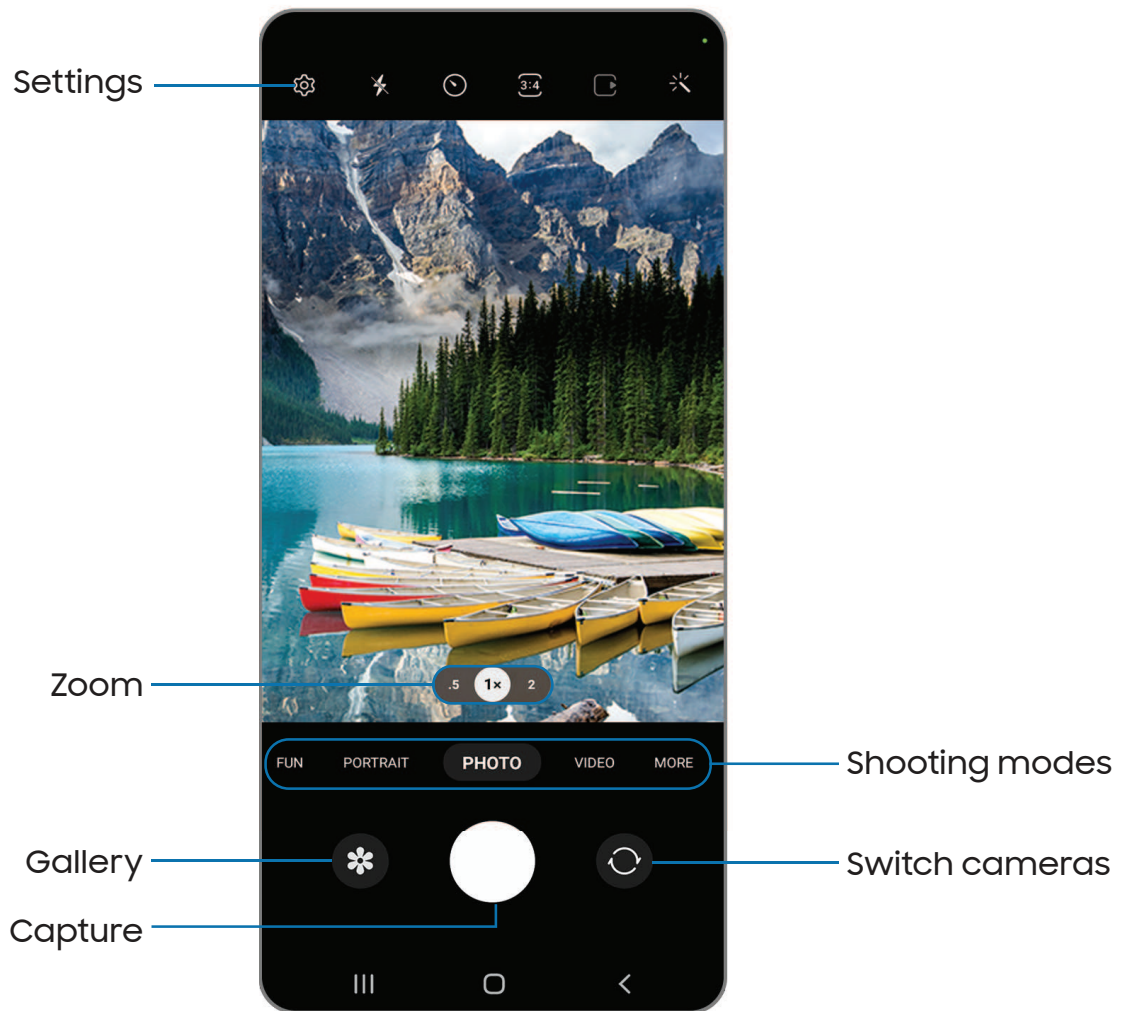 Settings
3:4
Zoom
.5 1× 2
FUN PORTRAIT PHOTO VIDEO MORE
Shooting modes
Gallery
Switch cameras
Capture